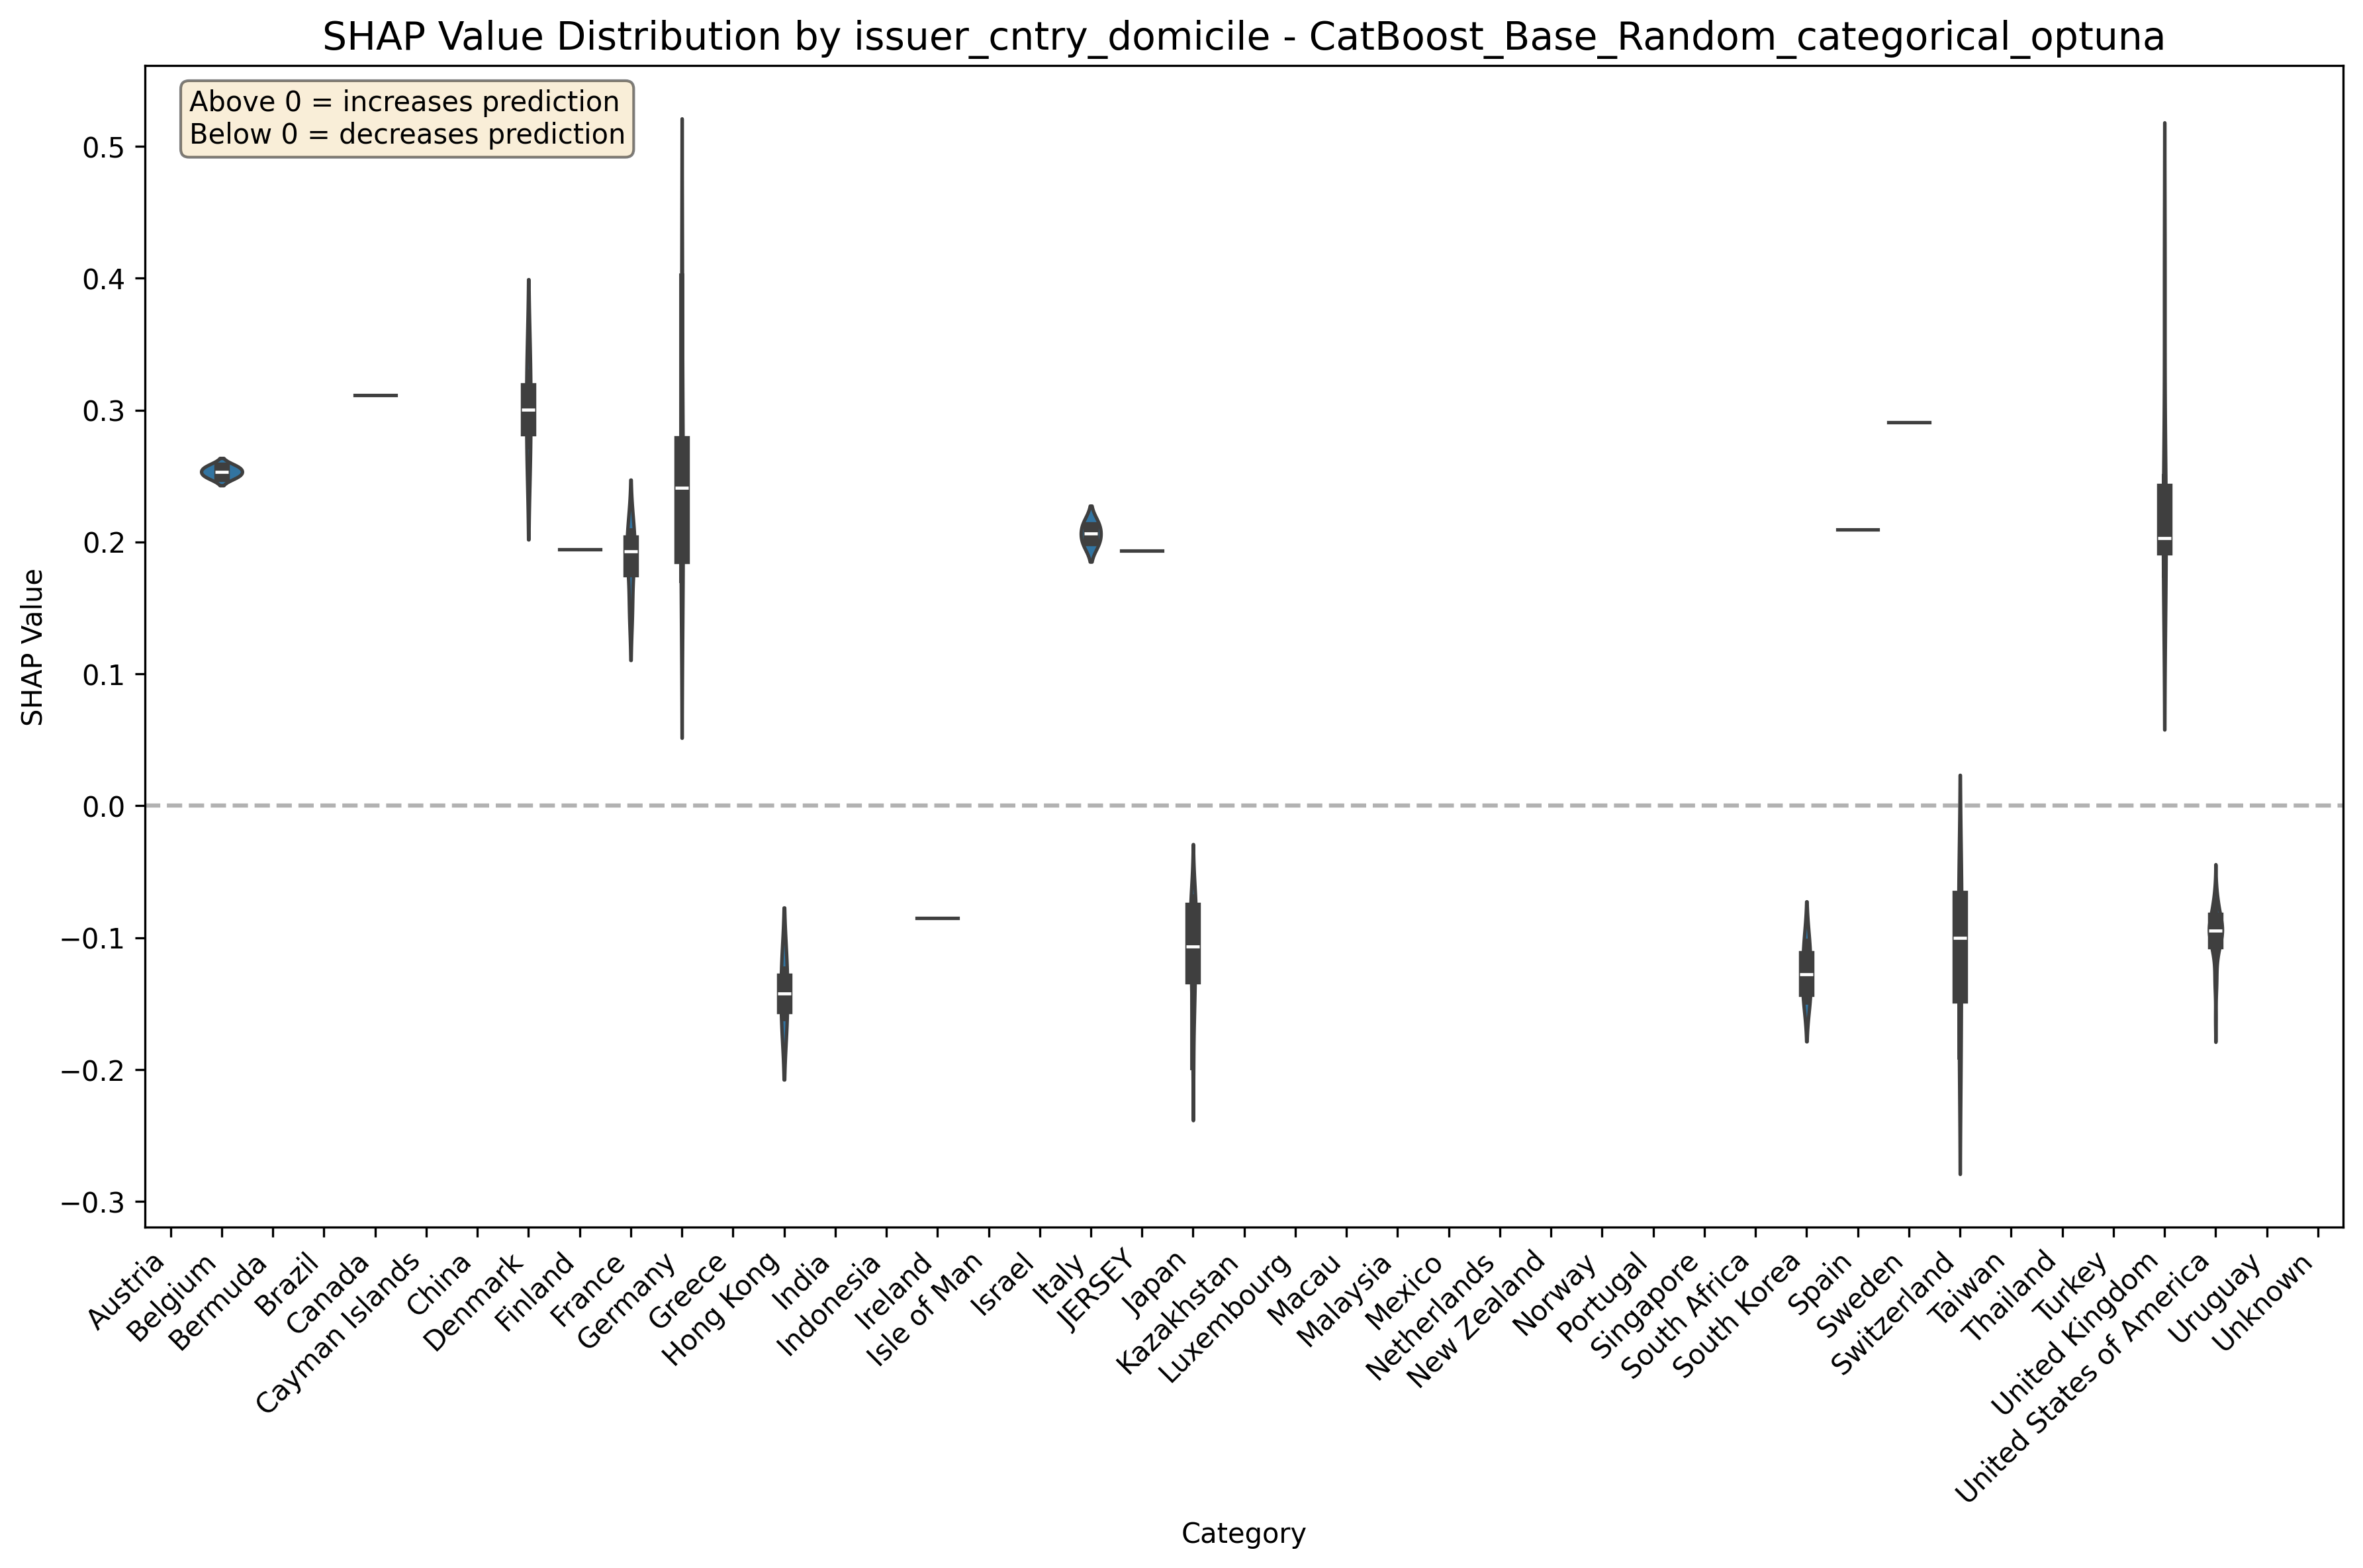 SHAP Value Distribution by issuer_cntry_domicile - CatBoost_Base_Random_categorical_optuna
Above 0 = increases prediction
Below 0 = decreases prediction
0.5
0.4
0.3
0.2
0.1
0.0
−0.1
−0.2
−0.3
SHAP Value
Austria
Belgium
Bermuda
Brazil
Canada
Cayman Islands
China
Denmark
Finland
France
Germany
Greece
Hong Kong
India
Indonesia
Ireland
Isle of Man
Israel
Italy
JERSEY
Japan
Kazakhstan
Luxembourg
Macau
Malaysia
Mexico
Netherlands
New Zealand
Norway
Portugal
Singapore
South Africa
South Korea
Spain
Sweden
Switzerland
Taiwan
Thailand
Turkey
United Kingdom
United States of America
Uruguay
Unknown
Category